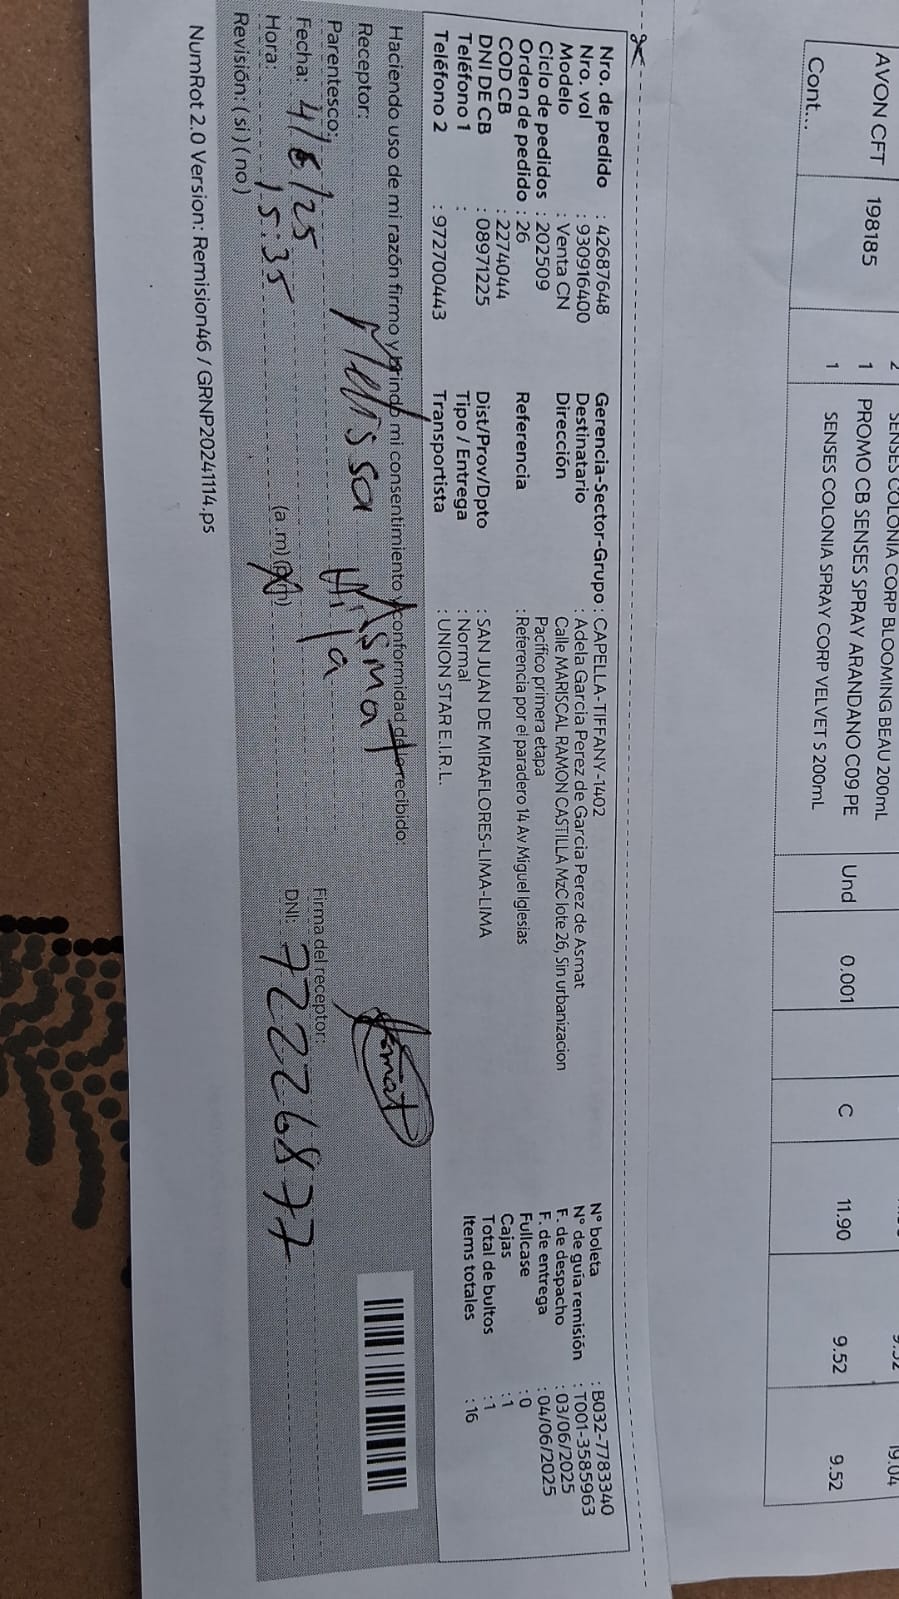 SENSES COLONIA CORP BLOOMING BEAU 200mL 19.04
AVON CFT 198185 1 PROMO CB SENSES SPRAY ARANDANO C09 PE Und 0.001 C 11.90 9.52 9.52
Cont... 1 SENSES COLONIA SPRAY CORP VELVET S 200mL
Nro. de pedido : 42687648 Gerencia-Sector-Grupo : CAPELLA-TIFFANY-1402 N° boleta : B032-7783340
Nro. vol : 930916400 Destinatario : Adela Garcia Perez de Garcia Perez de Asmat N° de guia remisión : T001-3585963
Modelo : Venta CN Dirección : Calle MARISCAL RAMON CASTILLA MzC lote 26, Sin urbanizacion F. de despacho : 03/06/2025
Ciclo de pedidos : 202509 Pacifico primera etapa F. de entrega : 04/06/2025
Orden de pedido : 26 Referencia : Referencia por el paradero 14 Av Miguel Iglesias Fullcase : 0
COD CB : 2274044 Cajas : 1
DNI DE CB : 08971225 Dist/Prov/Dpto : SAN JUAN DE MIRAFLORES-LIMA-LIMA Total de bultos : 1
Teléfono 1 : Tipo / Entrega : Normal Items totales : 16
Teléfono 2 : 972700443 Transportista : UNION STAR E.I.R.L.
Haciendo uso de mi razón firmo y brindo mi consentimiento y conformidad de lo recibido:
Receptor: Melissa Asmat Asmat
Parentesco: Hija Firma del receptor:
Fecha: 4/6/25 DNI: 72226877
Hora: 15:35 (a.m) (p.m)
Revisión: (si) (no)
NumRot 2.0 Version: Remision46 / GRNP20241114.ps